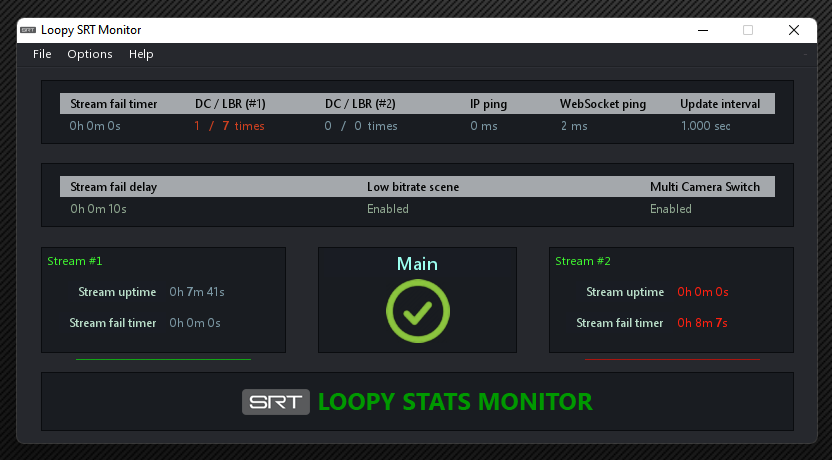 SRT Loopy SRT Monitor
File Options Help
Stream fail timer DC / LBR (#1) DC / LBR (#2) IP ping WebSocket ping Update interval
0h 0m 0s 1 / 7 times 0 / 0 times 0 ms 2 ms 1.000 sec
Stream fail delay Low bitrate scene Multi Camera Switch
0h 0m 10s Enabled Enabled
Stream #1 Main Stream #2
Stream uptime 0h 7m 41s Stream uptime 0h 0m 0s
Stream fail timer 0h 0m 0s Stream fail timer 0h 8m 7s
SRT LOOPY STATS MONITOR